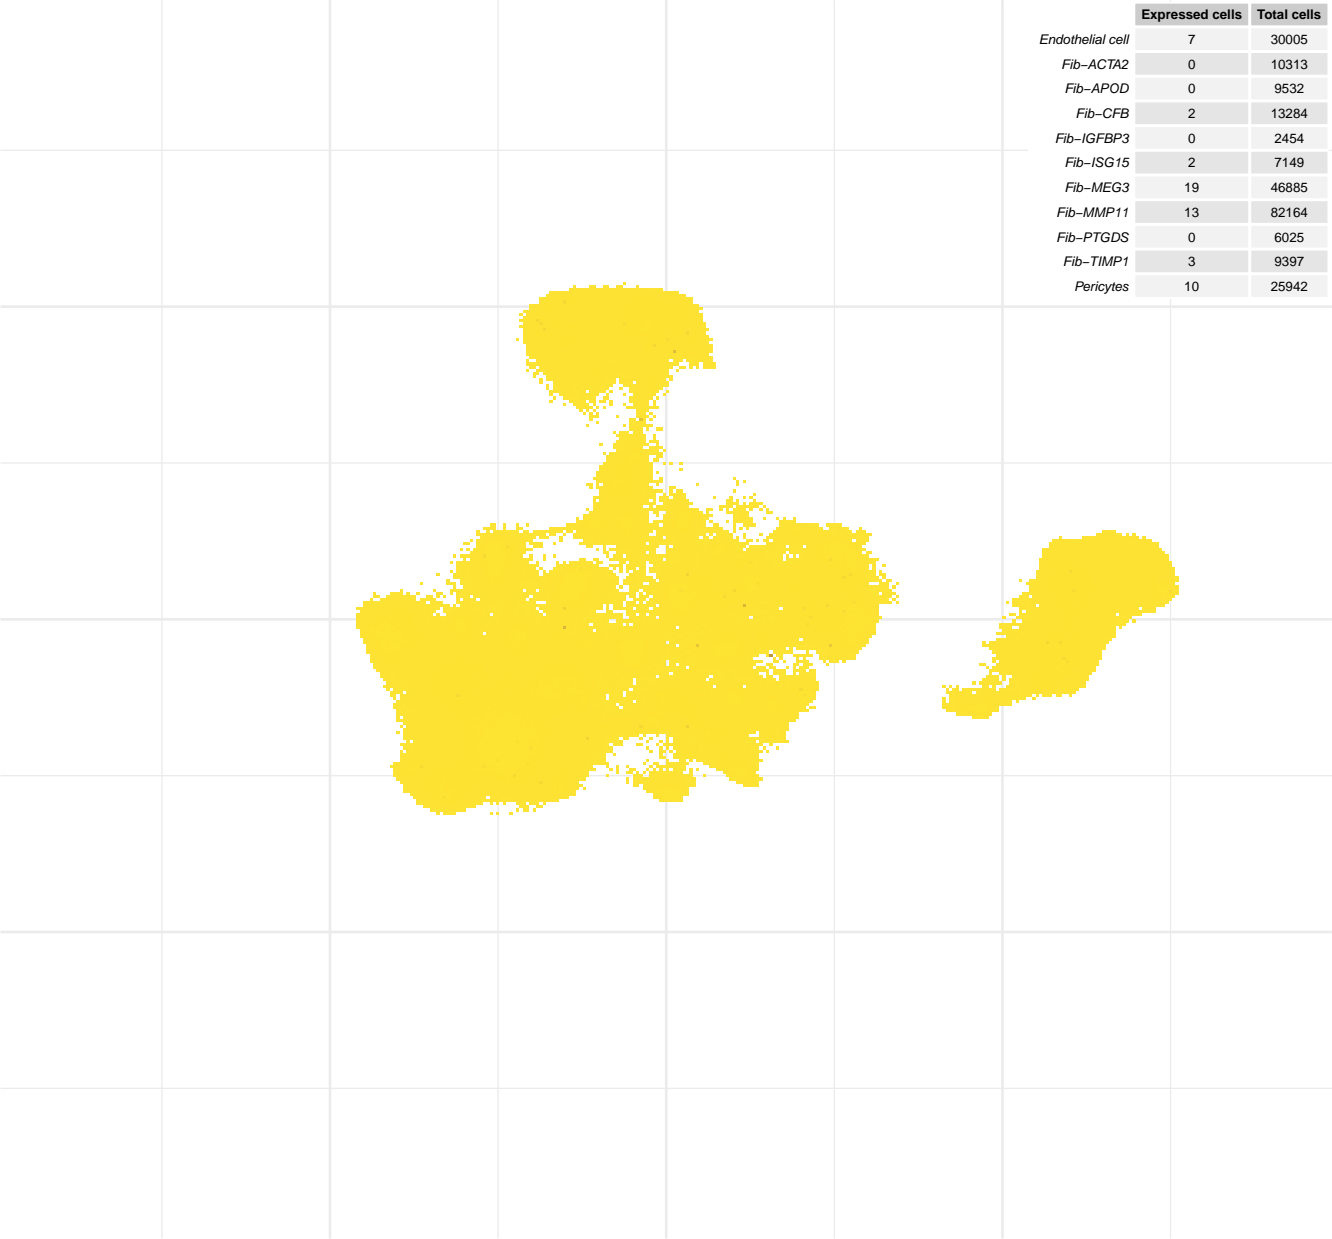 Expressed cells Total cells
Endothelial cell 7 30005
Fib−ACTA2 0 10313
Fib−APOD 0 9532
Fib−CFB 2 13284
Fib−IGFBP3 0 2454
Fib−ISG15 2 7149
Fib−MEG3 19 46885
Fib−MMP11 13 82164
Fib−PTGDS 0 6025
Fib−TIMP1 3 9397
Pericytes 10 25942